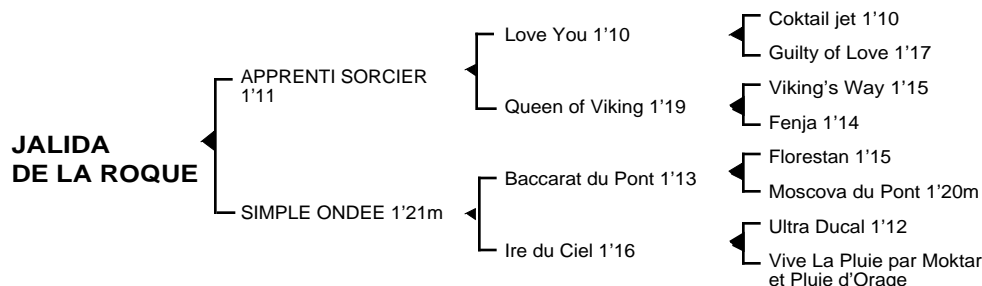 Coktail jet 1’10
Love You 1’10
Guilty of Love 1’17
APPRENTI SORCIER
1’11
Viking’s Way 1’15
Queen of Viking 1’19
Fenja 1’14
JALIDA
DE LA ROQUE
Florestan 1’15
Baccarat du Pont 1’13
Moscova du Pont 1’20m
SIMPLE ONDEE 1’21m
Ultra Ducal 1’12
Ire du Ciel 1’16
Vive La Pluie par Moktar
et Pluie d’Orage